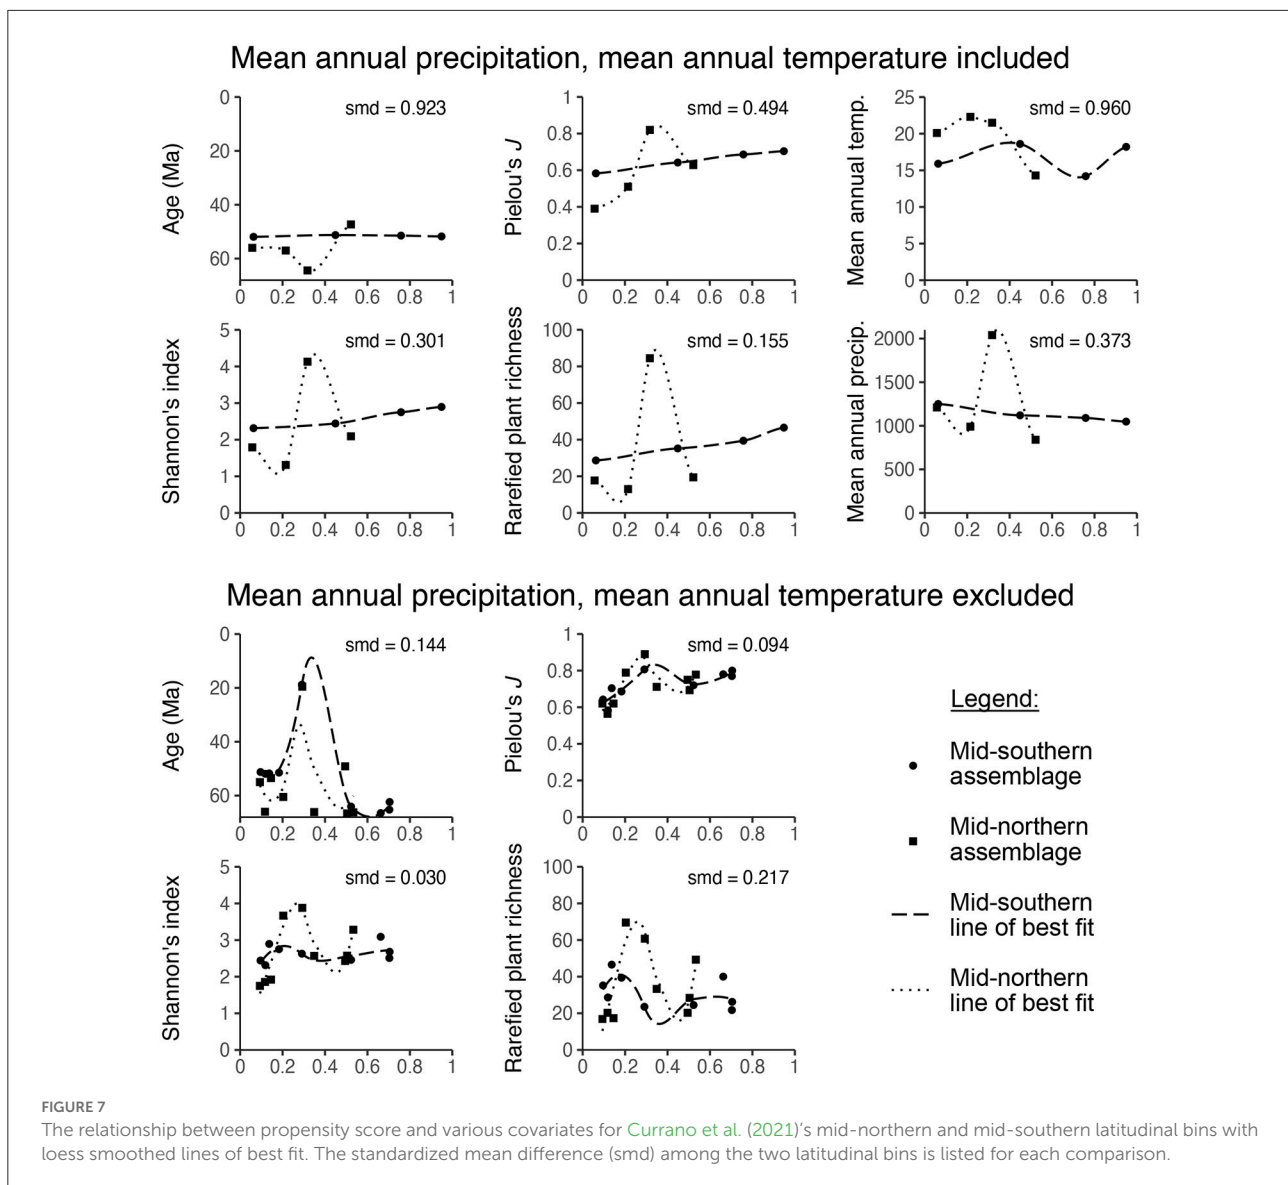 Mean annual precipitation, mean annual temperature included
Age (Ma)
0
20
40
60
smd = 0.923
0 0.2 0.4 0.6 0.8 1
Pielou's J
1
0.8
0.6
0.4
0.2
0
smd = 0.494
0 0.2 0.4 0.6 0.8 1
Mean annual temp.
25
20
15
10
5
0
smd = 0.960
0 0.2 0.4 0.6 0.8 1
Shannon's index
5
4
3
2
1
0
smd = 0.301
0 0.2 0.4 0.6 0.8 1
Rarefied plant richness
100
80
60
40
20
0
smd = 0.155
0 0.2 0.4 0.6 0.8 1
Mean annual precip.
2000
1500
1000
500
0
smd = 0.373
0 0.2 0.4 0.6 0.8 1
Mean annual precipitation, mean annual temperature excluded
Age (Ma)
0
20
40
60
smd = 0.144
0 0.2 0.4 0.6 0.8 1
Pielou's J
1
0.8
0.6
0.4
0.2
0
smd = 0.094
0 0.2 0.4 0.6 0.8 1
Shannon's index
5
4
3
2
1
0
smd = 0.030
0 0.2 0.4 0.6 0.8 1
Rarefied plant richness
100
80
60
40
20
0
smd = 0.217
0 0.2 0.4 0.6 0.8 1
Legend:
Mid-southern
assemblage
Mid-northern
assemblage
Mid-southern
line of best fit
Mid-northern
line of best fit
FIGURE 7
The relationship between propensity score and various covariates for Currano et al. (2021)'s mid-northern and mid-southern latitudinal bins with
loess smoothed lines of best fit. The standardized mean difference (smd) among the two latitudinal bins is listed for each comparison.